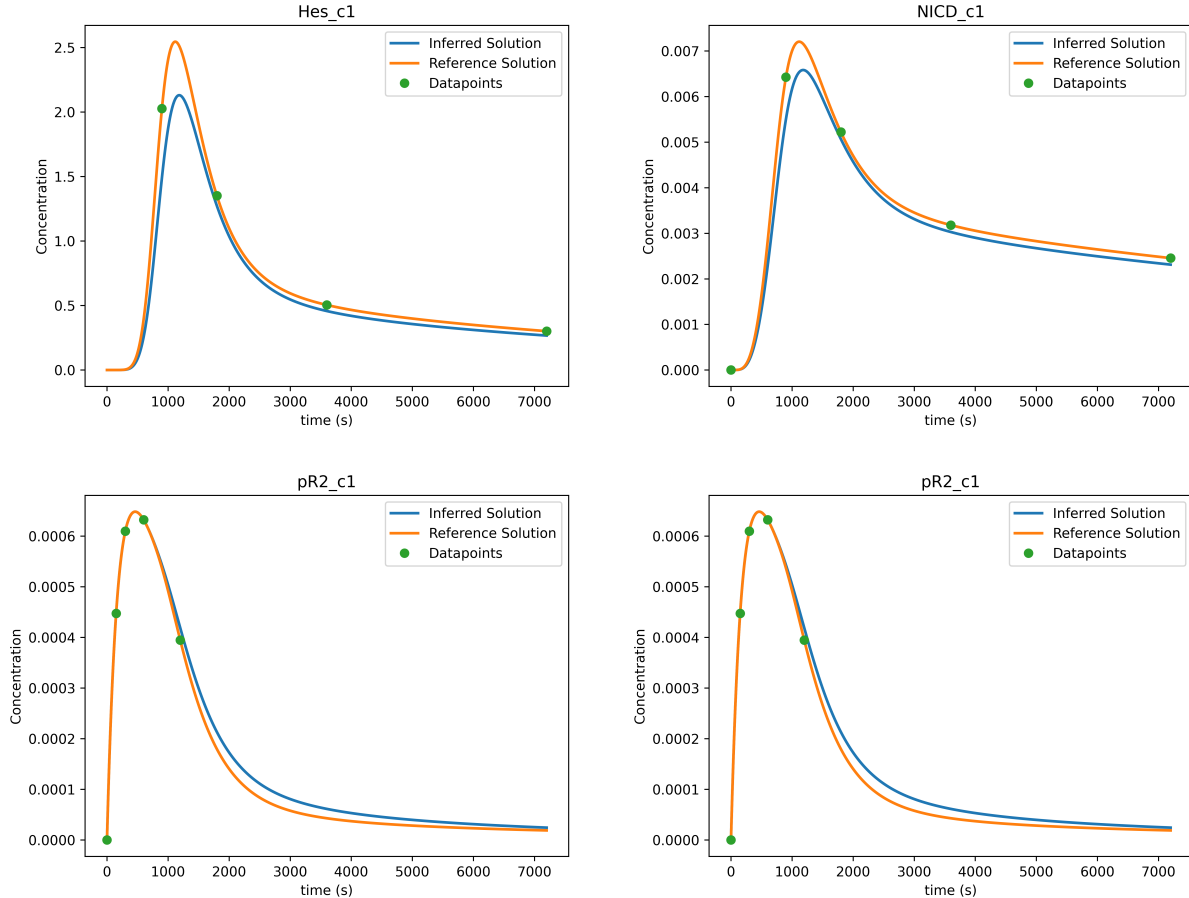 Hes_c1
2.5
2.0
1.5
1.0
0.5
0.0
Concentration
0 1000 2000 3000 4000 5000 6000 7000
time (s)
Inferred Solution
Reference Solution
Datapoints
NICD_c1
0.007
0.006
0.005
0.004
0.003
0.002
0.001
0.000
Concentration
0 1000 2000 3000 4000 5000 6000 7000
time (s)
Inferred Solution
Reference Solution
Datapoints
pR2_c1
0.0006
0.0005
0.0004
0.0003
0.0002
0.0001
0.0000
Concentration
0 1000 2000 3000 4000 5000 6000 7000
time (s)
Inferred Solution
Reference Solution
Datapoints
pR2_c1
0.0006
0.0005
0.0004
0.0003
0.0002
0.0001
0.0000
Concentration
0 1000 2000 3000 4000 5000 6000 7000
time (s)
Inferred Solution
Reference Solution
Datapoints